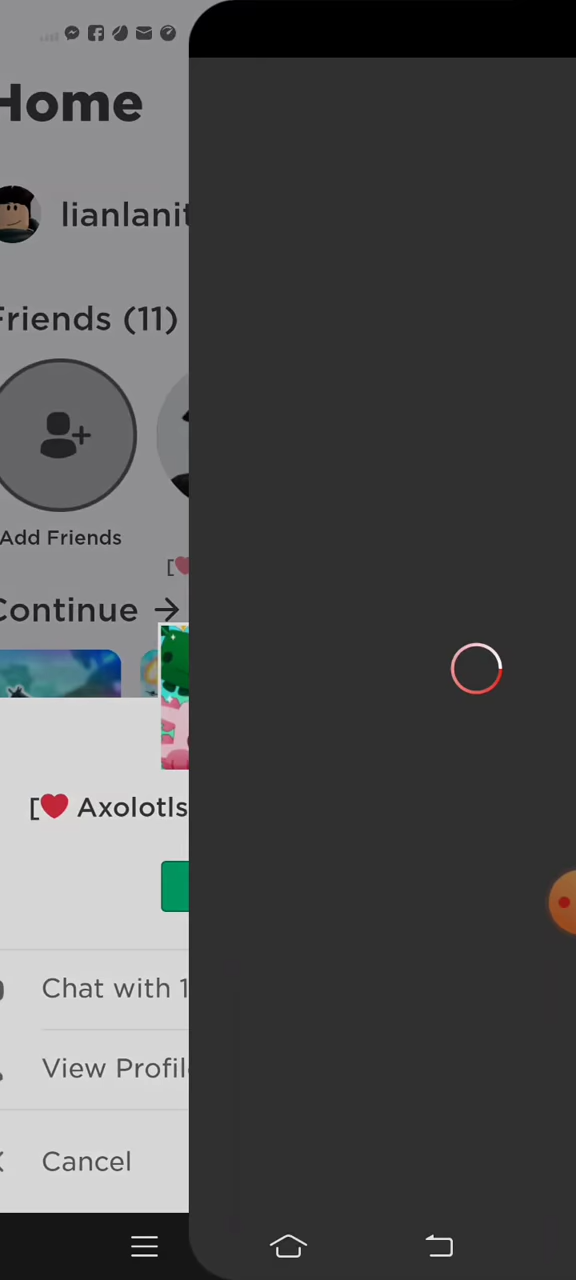 Home
lianlanit
Friends (11)
Add Friends
[❤
Continue →
[❤ Axolotls
Chat with 1
View Profil
Cancel